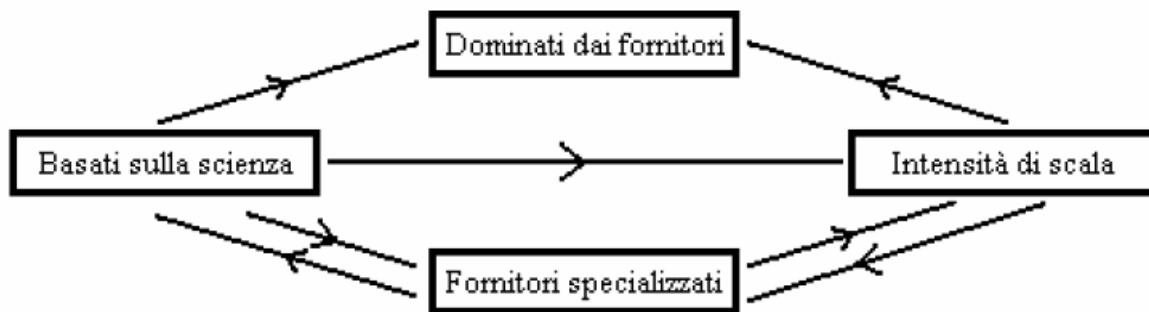 Dominati dai fornitori
Basati sulla scienza
Intensità di scala
Fornitori specializzati